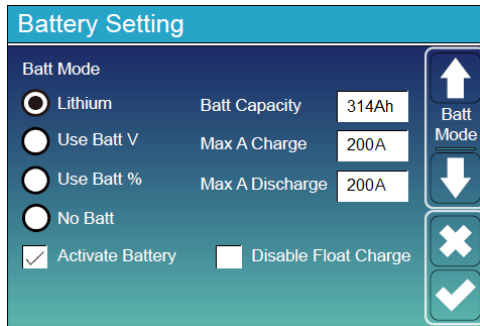 Battery Setting
Batt Mode
Lithium
Batt Capacity 314Ah
Use Batt V
Max A Charge 200A
Use Batt %
Max A Discharge 200A
No Batt
Activate Battery
Disable Float Charge
Batt
Mode